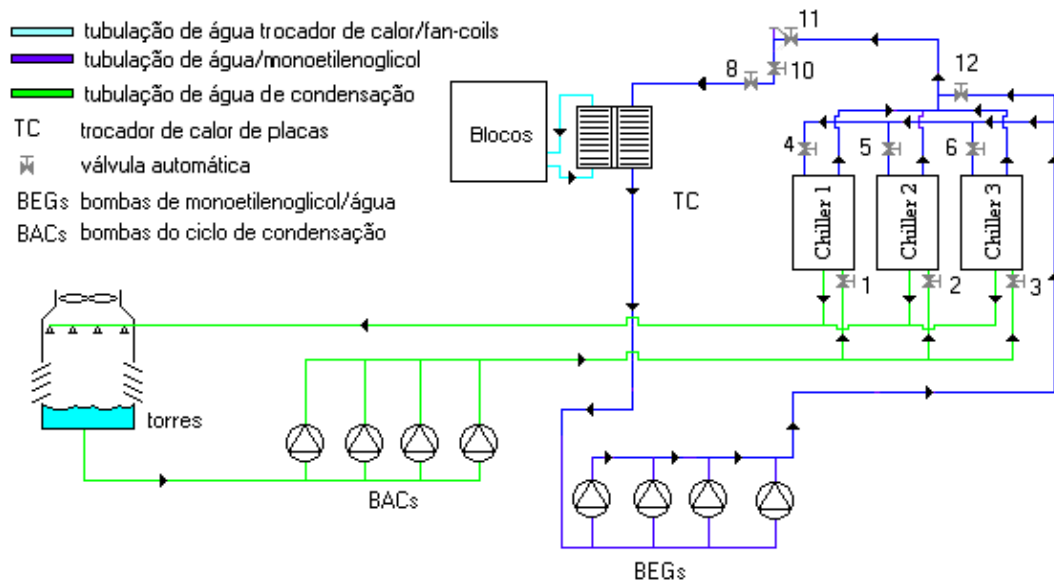 tubulação de água trocador de calor/fan-coils
tubulação de água/monoetilenoglicol
tubulação de água de condensação
TC trocador de calor de placas
válvula automática
BEGs bombas de monoetilenoglicol/água
BACs bombas do ciclo de condensação
11
8
10
12
Blocos
TC
4
5
6
Chiller 1
Chiller 2
Chiller 3
1
2
3
torres
BACs
BEGs